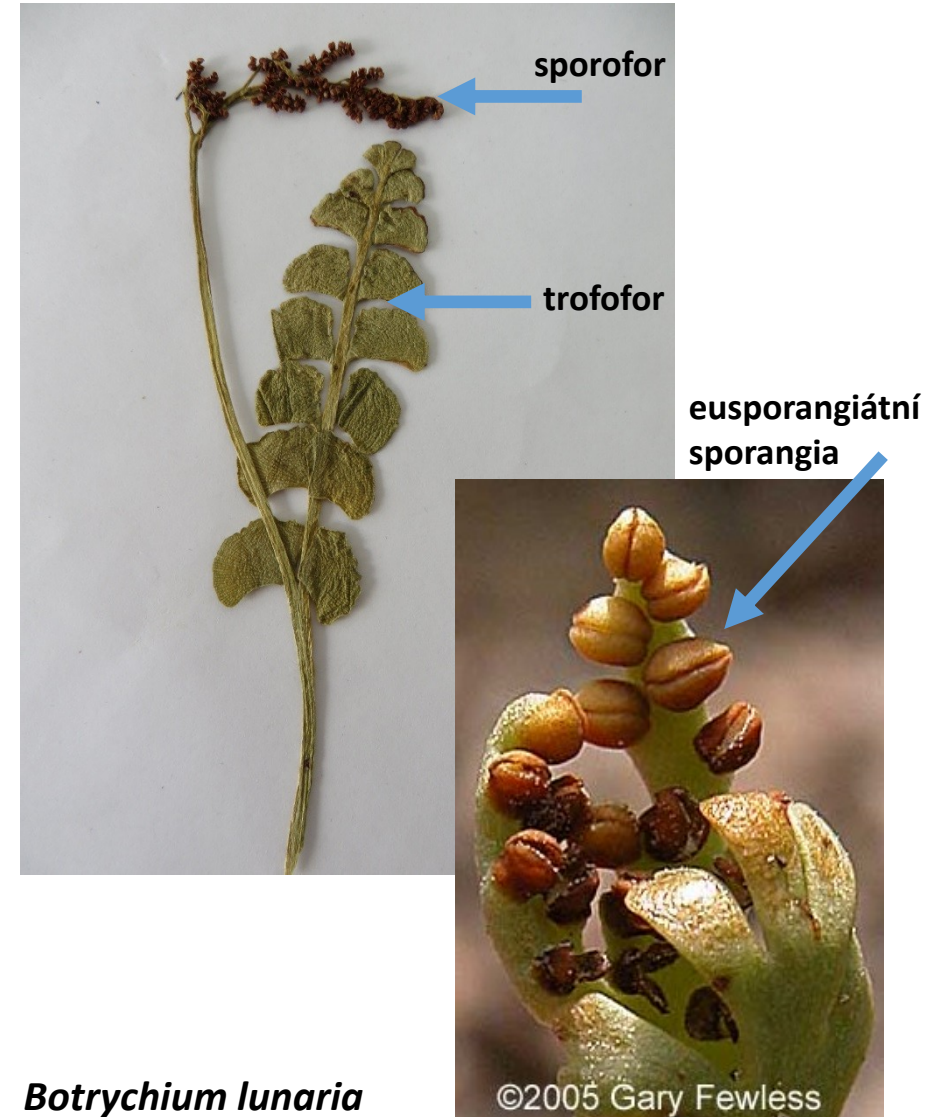 sporofor
trofofor
eusporangiátní
sporangia
Botrychium lunaria
©2005 Gary Fewless